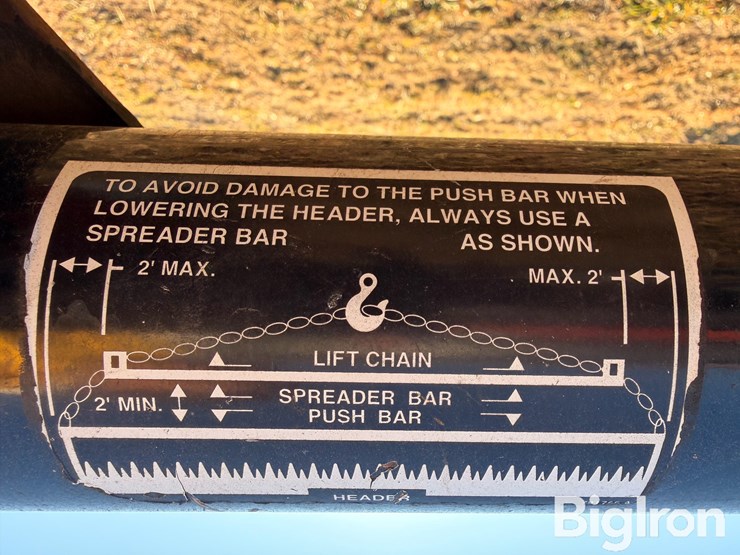 TO AVOID DAMAGE TO THE PUSH BAR WHEN
LOWERING THE HEADER, ALWAYS USE A
SPREADER BAR AS SHOWN.
2' MAX. MAX. 2'
LIFT CHAIN
SPREADER BAR
2' MIN. PUSH BAR
HEADER
BigIron